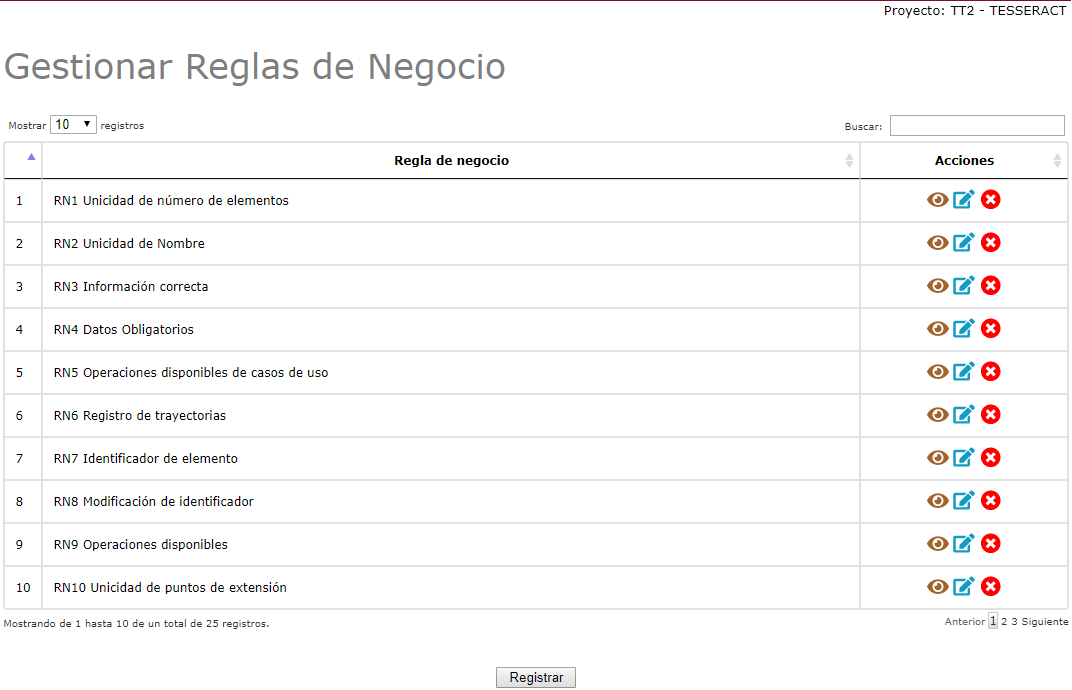 Proyecto: TT2 - TESSERACT
Gestionar Reglas de Negocio
Mostrar 10 registros Buscar:
Regla de negocio Acciones
1 RN1 Unicidad de número de elementos
2 RN2 Unicidad de Nombre
3 RN3 Información correcta
4 RN4 Datos Obligatorios
5 RN5 Operaciones disponibles de casos de uso
6 RN6 Registro de trayectorias
7 RN7 Identificador de elemento
8 RN8 Modificación de identificador
9 RN9 Operaciones disponibles
10 RN10 Unicidad de puntos de extensión
Mostrando de 1 hasta 10 de un total de 25 registros. Anterior 1 2 3 Siguiente
Registrar